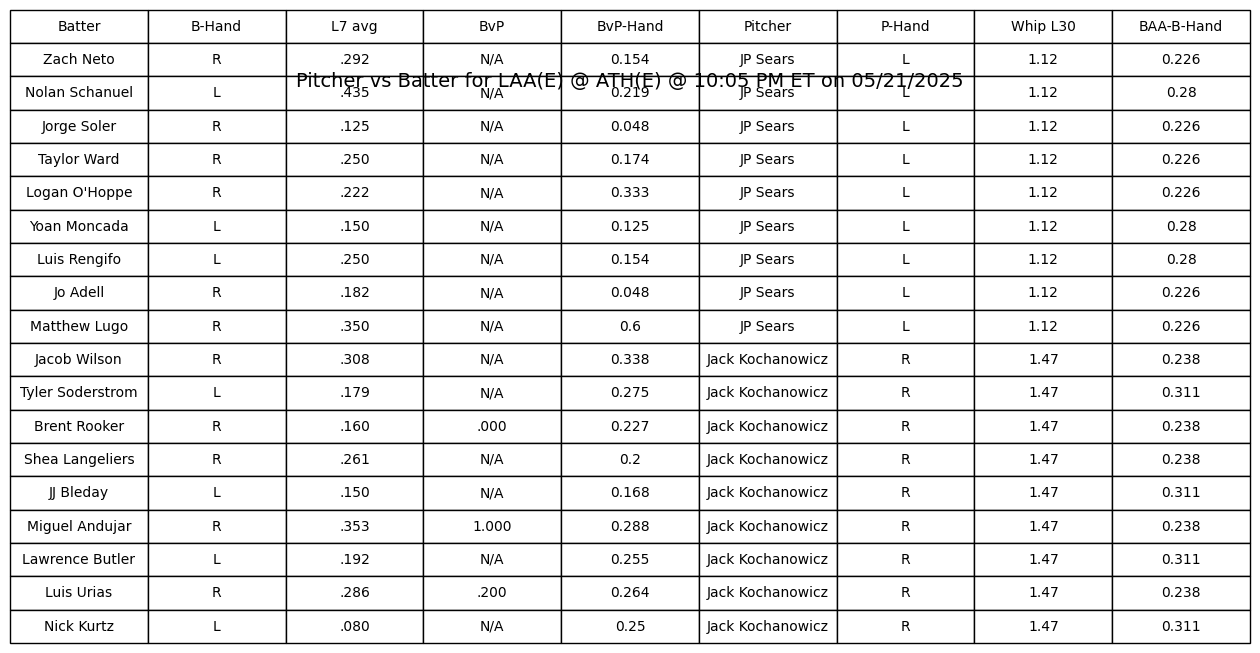 Batter B-Hand L7 avg BvP BvP-Hand Pitcher P-Hand Whip L30 BAA-B-Hand
Zach Neto R .292 N/A 0.154 JP Sears L 1.12 0.226
Pitcher vs Batter for LAA(E) @ ATH(E) @ 10:05 PM ET on 05/21/2025
Nolan Schanuel L .435 N/A 0.219 JP Sears L 1.12 0.28
Jorge Soler R .125 N/A 0.048 JP Sears L 1.12 0.226
Taylor Ward R .250 N/A 0.174 JP Sears L 1.12 0.226
Logan O'Hoppe R .222 N/A 0.333 JP Sears L 1.12 0.226
Yoan Moncada L .150 N/A 0.125 JP Sears L 1.12 0.28
Luis Rengifo L .250 N/A 0.154 JP Sears L 1.12 0.28
Jo Adell R .182 N/A 0.048 JP Sears L 1.12 0.226
Matthew Lugo R .350 N/A 0.6 JP Sears L 1.12 0.226
Jacob Wilson R .308 N/A 0.338 Jack Kochanowicz R 1.47 0.238
Tyler Soderstrom L .179 N/A 0.275 Jack Kochanowicz R 1.47 0.311
Brent Rooker R .160 .000 0.227 Jack Kochanowicz R 1.47 0.238
Shea Langeliers R .261 N/A 0.2 Jack Kochanowicz R 1.47 0.238
JJ Bleday L .150 N/A 0.168 Jack Kochanowicz R 1.47 0.311
Miguel Andujar R .353 1.000 0.288 Jack Kochanowicz R 1.47 0.238
Lawrence Butler L .192 N/A 0.255 Jack Kochanowicz R 1.47 0.311
Luis Urias R .286 .200 0.264 Jack Kochanowicz R 1.47 0.238
Nick Kurtz L .080 N/A 0.25 Jack Kochanowicz R 1.47 0.311